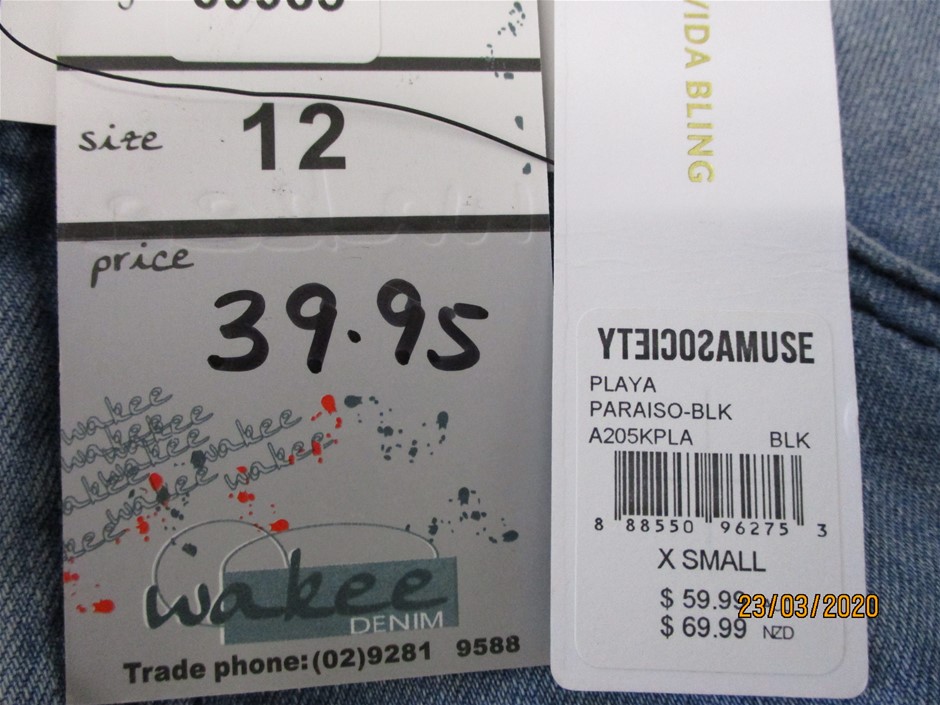 size 12
price
39.95
wakee
wakee
wakee
wakee
wakee
wakee
wakee
wakee
DENIM
Trade phone:(02)9281 9588
VIDA BLING
YTEICOSAMUSE
PLAYA
PARAISO-BLK
A205KPLA BLK
8 88550 96275 3
X SMALL
$ 59.99
$ 69.99 NZD
23/03/2020